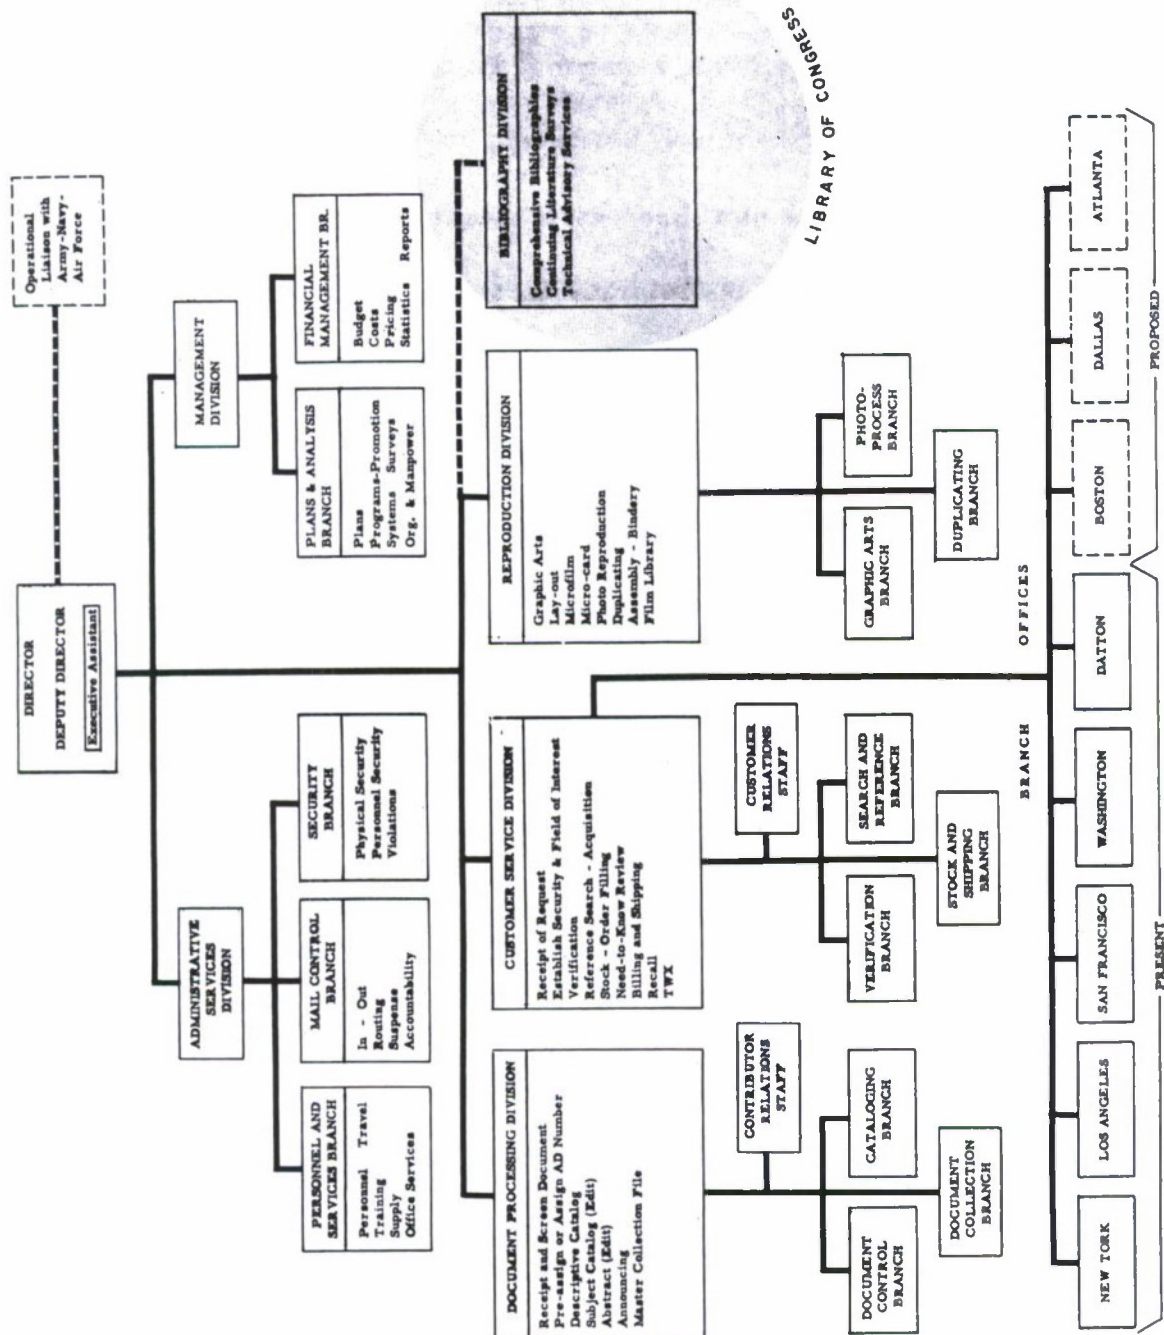 DIRECTOR
DEPUTY DIRECTOR
Executive Assistant
Operational
Liaison with
Army-Navy-
Air Force
ADMINISTRATIVE
SERVICES
DIVISION
MANAGEMENT
DIVISION
PERSONNEL AND
SERVICES BRANCH
Personnel Travel
Training
Supply
Office Services
MAIL CONTROL
BRANCH
In - Out
Routing
Suspense
Accountability
SECURITY
BRANCH
Physical Security
Personnel Security
Violations
PLANS & ANALYSIS
BRANCH
Plans
Programs-Promotion
Systems Surveys
Org. & Manpower
FINANCIAL
MANAGEMENT BR.
Budget
Costs
Pricing
Statistics Reports
DOCUMENT PROCESSING DIVISION
Receipt and Screen Document
Pre-assign or Assign AD Number
Descriptive Catalog
Subject Catalog (Edit)
Abstract (Edit)
Announcing
Master Collection File
CUSTOMER SERVICE DIVISION
Receipt of Request
Establish Security & Field of Interest
Verification
Reference Search - Acquisition
Stock - Order Filling
Need-to-Know Review
Billing and Shipping
Recall
TWX
REPRODUCTION DIVISION
Graphic Arts
Lay-out
Microfilm
Micro-card
Photo Reproduction
Duplicating
Assembly - Bindery
Film Library
BIBLIOGRAPHY DIVISION
Comprehensive Bibliographies
Continuing Literature Surveys
Technical Advisory Services
LIBRARY OF CONGRESS
CONTRIBUTOR
RELATIONS
STAFF
DOCUMENT
CONTROL
BRANCH
CATALOGING
BRANCH
DOCUMENT
COLLECTION
BRANCH
CUSTOMER
RELATIONS
STAFF
VERIFICATION
BRANCH
SEARCH AND
REFERENCE
BRANCH
STOCK AND
SHIPPING
BRANCH
GRAPHIC ARTS
BRANCH
PHOTO-
PROCESS
BRANCH
DUPLICATING
BRANCH
BRANCH OFFICES
NEW YORK
LOS ANGELES
SAN FRANCISCO
WASHINGTON
DATTON
BOSTON
DALLAS
ATLANTA
PRESENT
PROPOSED